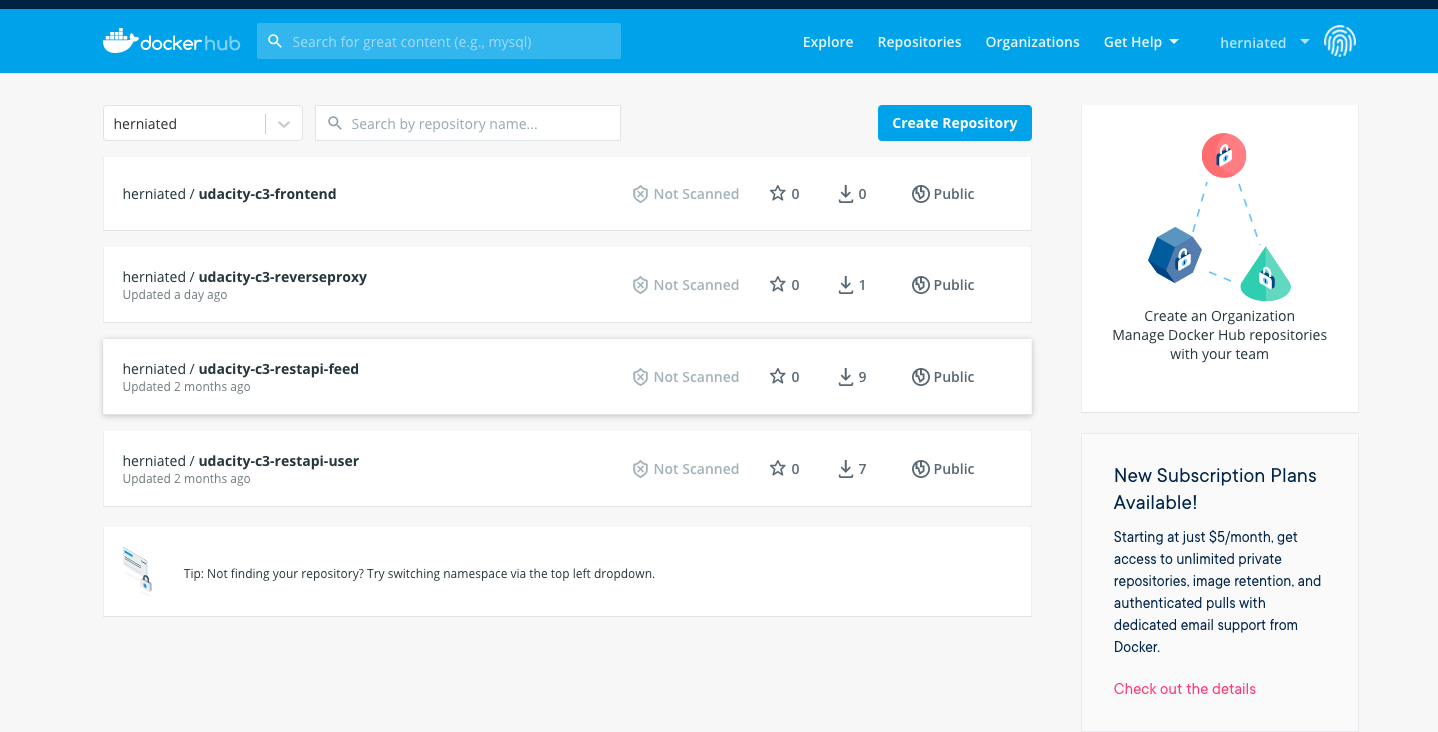 docker hub
Search for great content (e.g., mysql)
Explore
Repositories
Organizations
Get Help
herniated
herniated
Search by repository name...
Create Repository
herniated / udacity-c3-frontend
Not Scanned
0
0
Public
herniated / udacity-c3-reverseproxy
Updated a day ago
Not Scanned
0
1
Public
herniated / udacity-c3-restapi-feed
Updated 2 months ago
Not Scanned
0
9
Public
herniated / udacity-c3-restapi-user
Updated 2 months ago
Not Scanned
0
7
Public
Tip: Not finding your repository? Try switching namespace via the top left dropdown.
Create an Organization
Manage Docker Hub repositories
with your team
New Subscription Plans
Available!
Starting at just $5/month, get
access to unlimited private
repositories, image retention, and
authenticated pulls with
dedicated email support from
Docker.
Check out the details